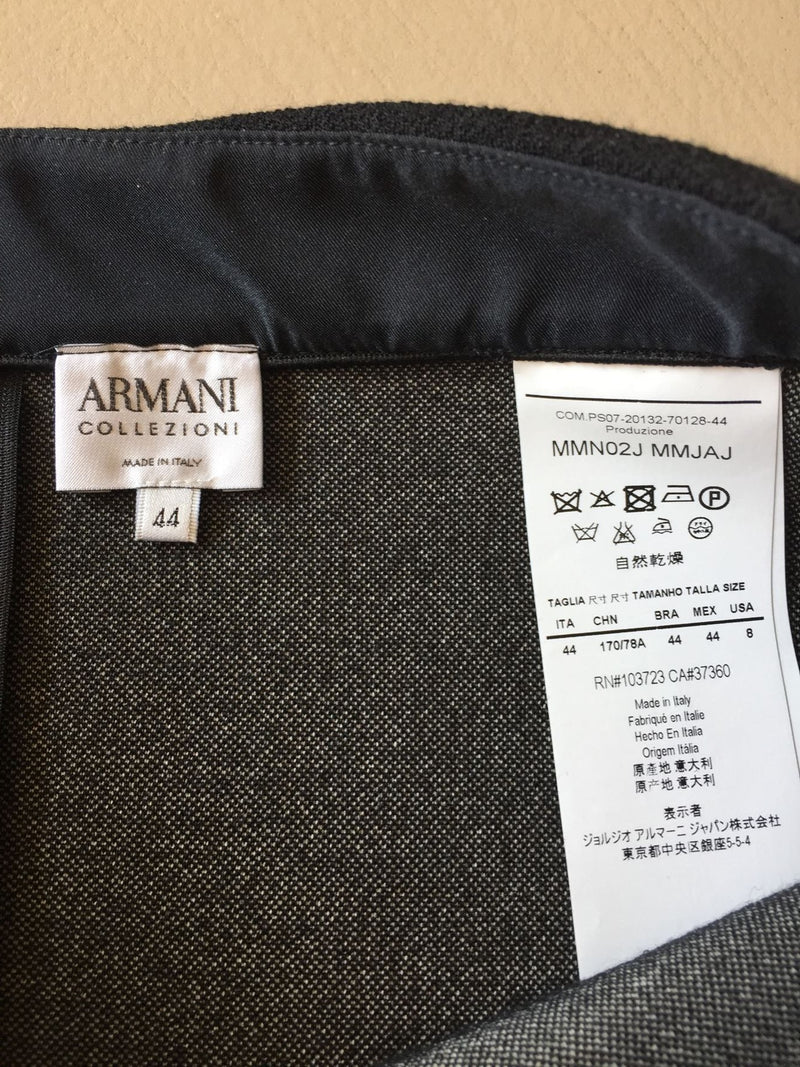 ARMANI
COLLEZIONI
MADE IN ITALY
44
COM.PS07-20132-70128-44
Produzione
MMN02J MMJAJ
P
自然乾燥
TAGLIA 尺寸 尺寸 TAMANHO TALLA SIZE
ITA CHN BRA MEX USA
44 170/78A 44 44 8
RN#103723 CA#37360
Made in Italy
Fabriqué en Italie
Hecho En Italia
Origem Itália
原產地 意大利
原产地 意大利
表示者
ジョルジオ アルマーニ ジャパン株式会社
東京都中央区銀座5-5-4